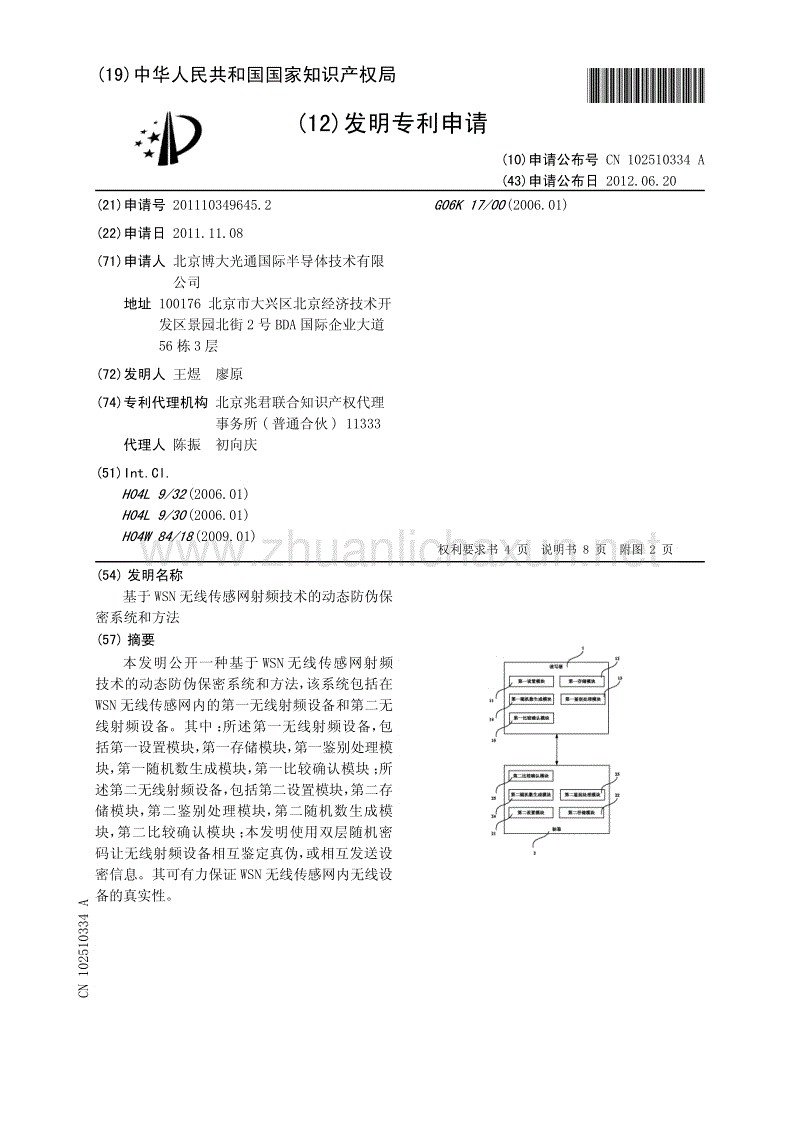 (19)中华人民共和国国家知识产权局
(12)发明专利申请
(10)申请公布号 CN 102510334 A
(43)申请公布日 2012.06.20
(21)申请号 201110349645.2
(22)申请日 2011.11.08
(71)申请人 北京博大光通国际半导体技术有限
公司
地址 100176 北京市大兴区北京经济技术开
发区景园北街 2 号 BDA 国际企业大道
56 栋 3 层
(72)发明人 王煜 廖原
(74)专利代理机构 北京兆君联合知识产权代理
事务所(普通合伙) 11333
代理人 陈振 初向庆
(51)Int.Cl.
H04L 9/32(2006.01)
H04L 9/30(2006.01)
H04W 84/18(2009.01)
G06K 17/00(2006.01)
www.zhuanlichaxun.net
权利要求书 4 页 说明书 8 页 附图 2 页
(54)发明名称
基于 WSN 无线传感网射频技术的动态防伪保
密系统和方法
(57)摘要
本发明公开一种基于 WSN 无线传感网射频
技术的动态防伪保密系统和方法,该系统包括在
WSN 无线传感网内的第一无线射频设备和第二无
线射频设备。其中:所述第一无线射频设备,包
括第一设置模块,第一存储模块,第一鉴别处理模
块,第一随机数生成模块,第一比较确认模块;所
述第二无线射频设备,包括第二设置模块,第二存
储模块,第二鉴别处理模块,第二随机数生成模
块,第二比较确认模块;本发明使用双层随机密
码让无线射频设备相互鉴定真伪,或相互发送设
密信息。其可有力保证 WSN 无线传感网内无线设
备的真实性。
1
读写器
12
第一设置模块 第一存储模块
第一随机数生成模块 第一鉴别处理模块
第一比较确认模块
第二比较确认模块
第二随机数生成模块 第二鉴别处理模块
第二设置模块 第二存储模块
标签
2
CN 102510334 A